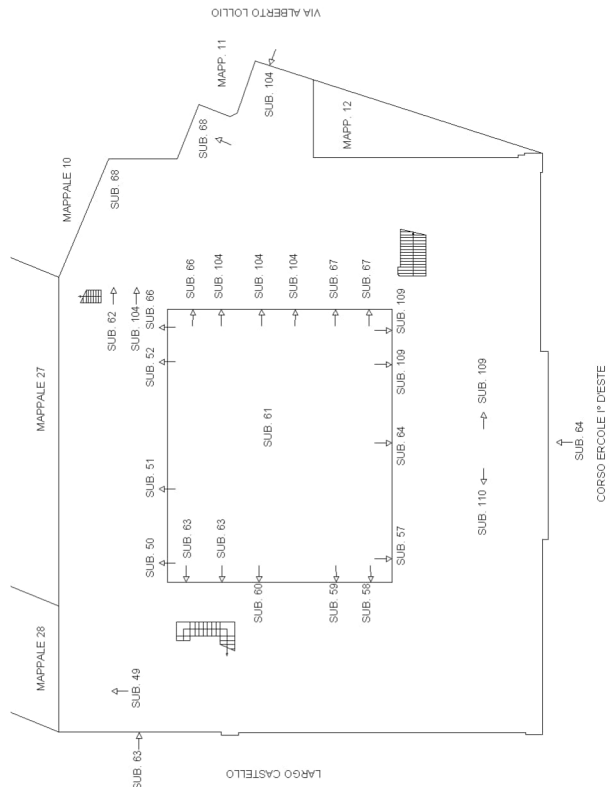 VIA ALBERTO LOLLIO
MAPP. 11
SUB. 104
MAPP. 12
SUB. 68
MAPPALE 10
SUB. 68
SUB. 66
SUB. 104
SUB. 104
SUB. 104
SUB. 67
SUB. 67
SUB. 62
SUB. 104
SUB. 66
SUB. 109
MAPPALE 27
SUB. 52
SUB. 109
SUB. 109
SUB. 61
SUB. 64
SUB. 64
CORSO ERCOLE I° D'ESTE
SUB. 51
SUB. 110
SUB. 50
SUB. 63
SUB. 63
SUB. 57
SUB. 60
SUB. 59
SUB. 58
MAPPALE 28
SUB. 49
SUB. 63
LARGO CASTELLO